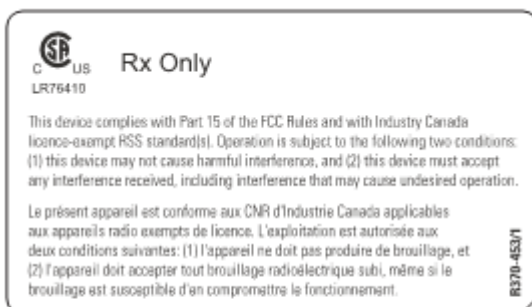 C SA US
Rx Only
LR76410
This device complies with Part 15 of the FCC Rules and with Industry Canada
licence-exempt RSS standard(s). Operation is subject to the following two conditions:
(1) this device may not cause harmful interference, and (2) this device must accept
any interference received, including interference that may cause undesired operation.
Le présent appareil est conforme aux CNR d'Industrie Canada applicables
aux appareils radio exempts de licence. L'exploitation est autorisée aux
deux conditions suivantes: (1) l'appareil ne doit pas produire de brouillage, et
(2) l'appareil doit accepter tout brouillage radioélectrique subi, même si le
brouillage est susceptible d'en compromettre le fonctionnement.
R370-453/1